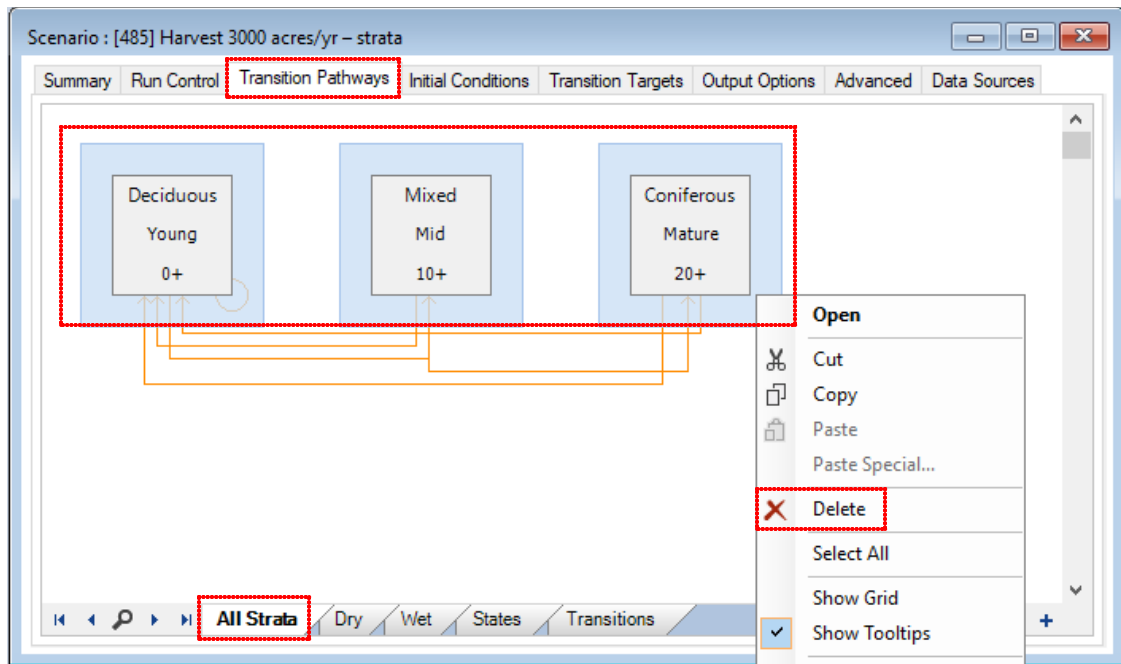 Scenario : [485] Harvest 3000 acres/yr – strata
Summary Run Control Transition Pathways Initial Conditions Transition Targets Output Options Advanced Data Sources
Deciduous Mixed Coniferous
Young Mid Mature
0+ 10+ 20+
Open
Cut
Copy
Paste
Paste Special...
Delete
Select All
Show Grid
Show Tooltips
All Strata Dry Wet States Transitions